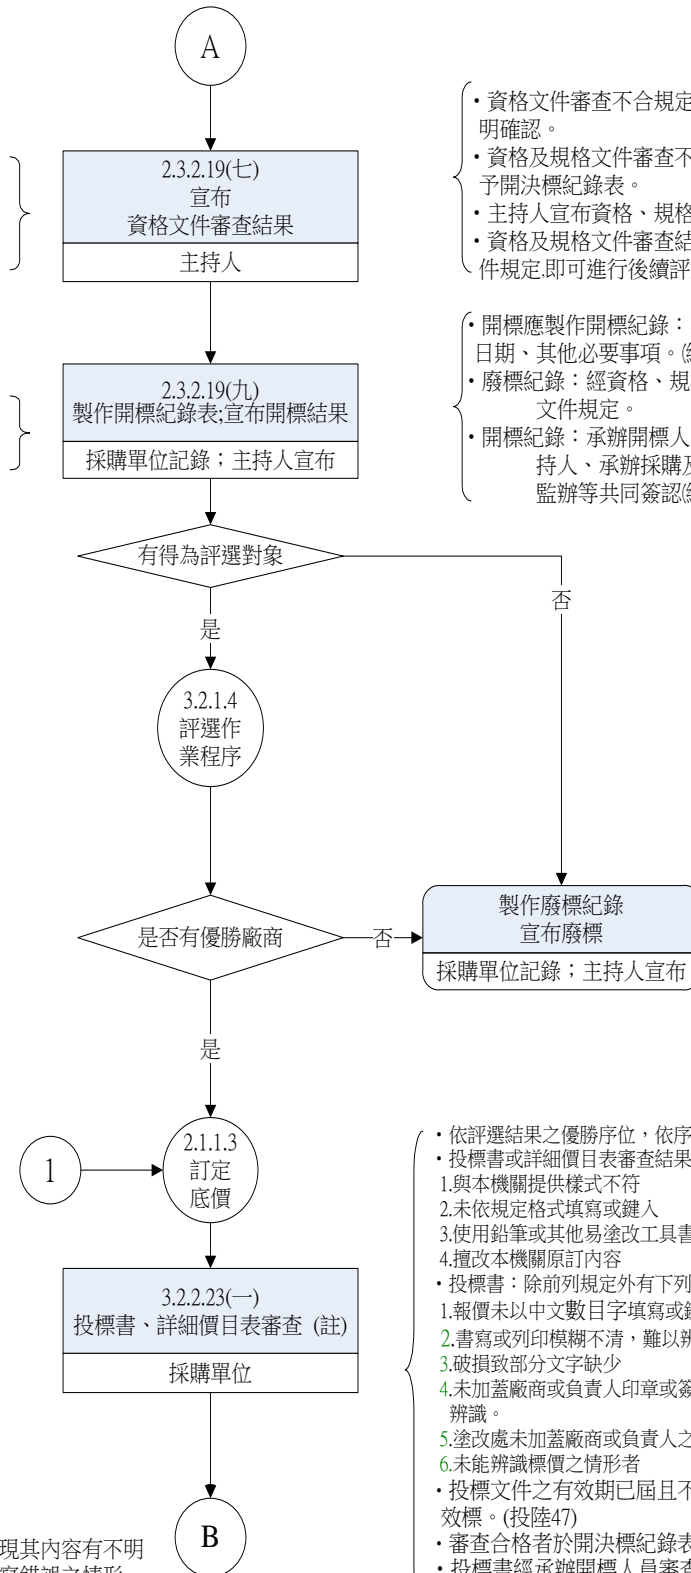 A
2.3.2.19(七)
宣布
資格文件審查結果
主持人
・資格文件審查不合規定
明確認。
・資格及規格文件審查不
予開決標紀錄表。
・主持人宣布資格、規格
・資格及規格文件審查結
件規定,即可進行後續評
2.3.2.19(九)
製作開標紀錄表;宣布開標結果
採購單位記錄；主持人宣布
・開標應製作開標紀錄：
日期、其他必要事項。
・廢標紀錄：經資格、規
文件規定。
・開標紀錄：承辦開標人
持人、承辦採購及
監辦等共同簽認
有得為評選對象
否
是
3.2.1.4
評選作
業程序
是否有優勝廠商
否
製作廢標紀錄
宣布廢標
採購單位記錄；主持人宣布
是
1
2.1.1.3
訂定
底價
3.2.2.23(一)
投標書、詳細價目表審查 (註)
採購單位
・依評選結果之優勝序位，依序
・投標書或詳細價目表審查結果
1.與本機關提供樣式不符
2.未依規定格式填寫或鍵入
3.使用鉛筆或其他易塗改工具書
4.擅改本機關原訂內容
・投標書：除前列規定外有下列
1.報價未以中文數目字填寫或鍵
2.書寫或列印模糊不清，難以辨
3.破損致部分文字缺少
4.未加蓋廠商或負責人印章或簽
辨識。
5.塗改處未加蓋廠商或負責人之
6.未能辨識標價之情形者
・投標文件之有效期已屆且不
效標。(投陸47)
・審查合格者於開決標紀錄表
・投標書經承辦開標人員審查
B
現其內容有不明